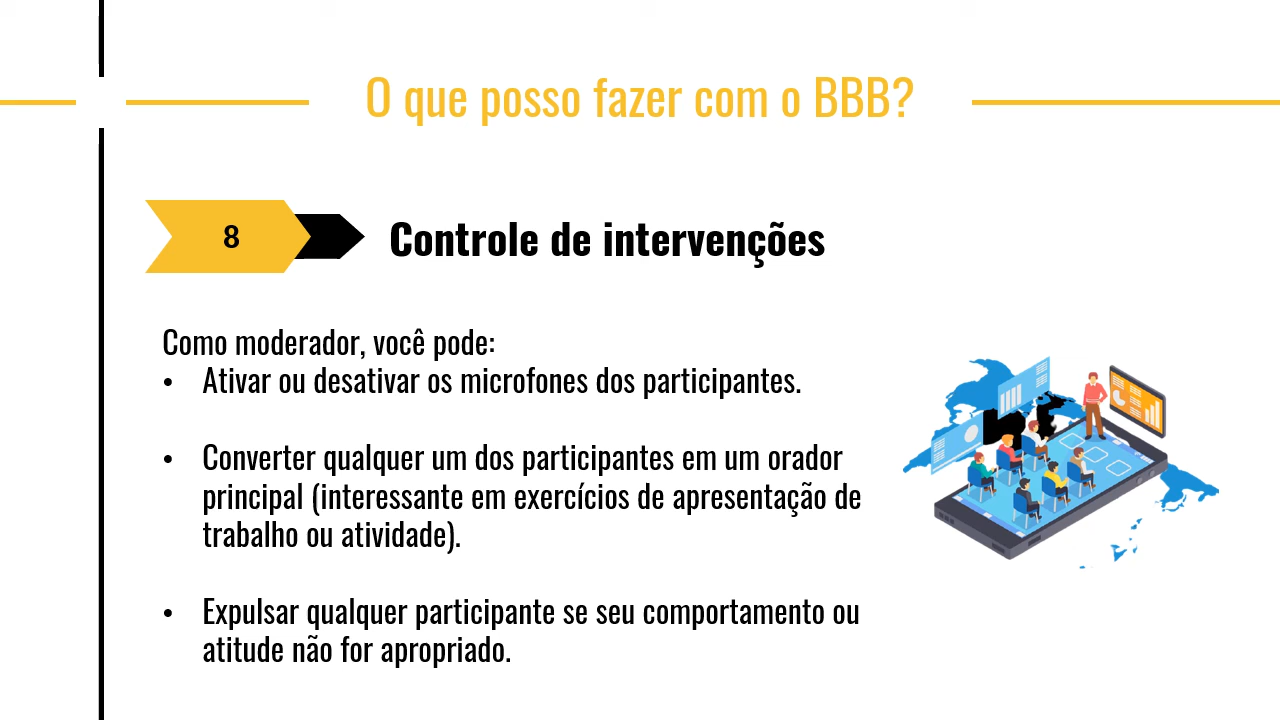 O que posso fazer com o BBB?
8
Controle de intervenções
Como moderador, você pode:
• Ativar ou desativar os microfones dos participantes.
• Converter qualquer um dos participantes em um orador
principal (interessante em exercícios de apresentação de
trabalho ou atividade).
• Expulsar qualquer participante se seu comportamento ou
atitude não for apropriado.